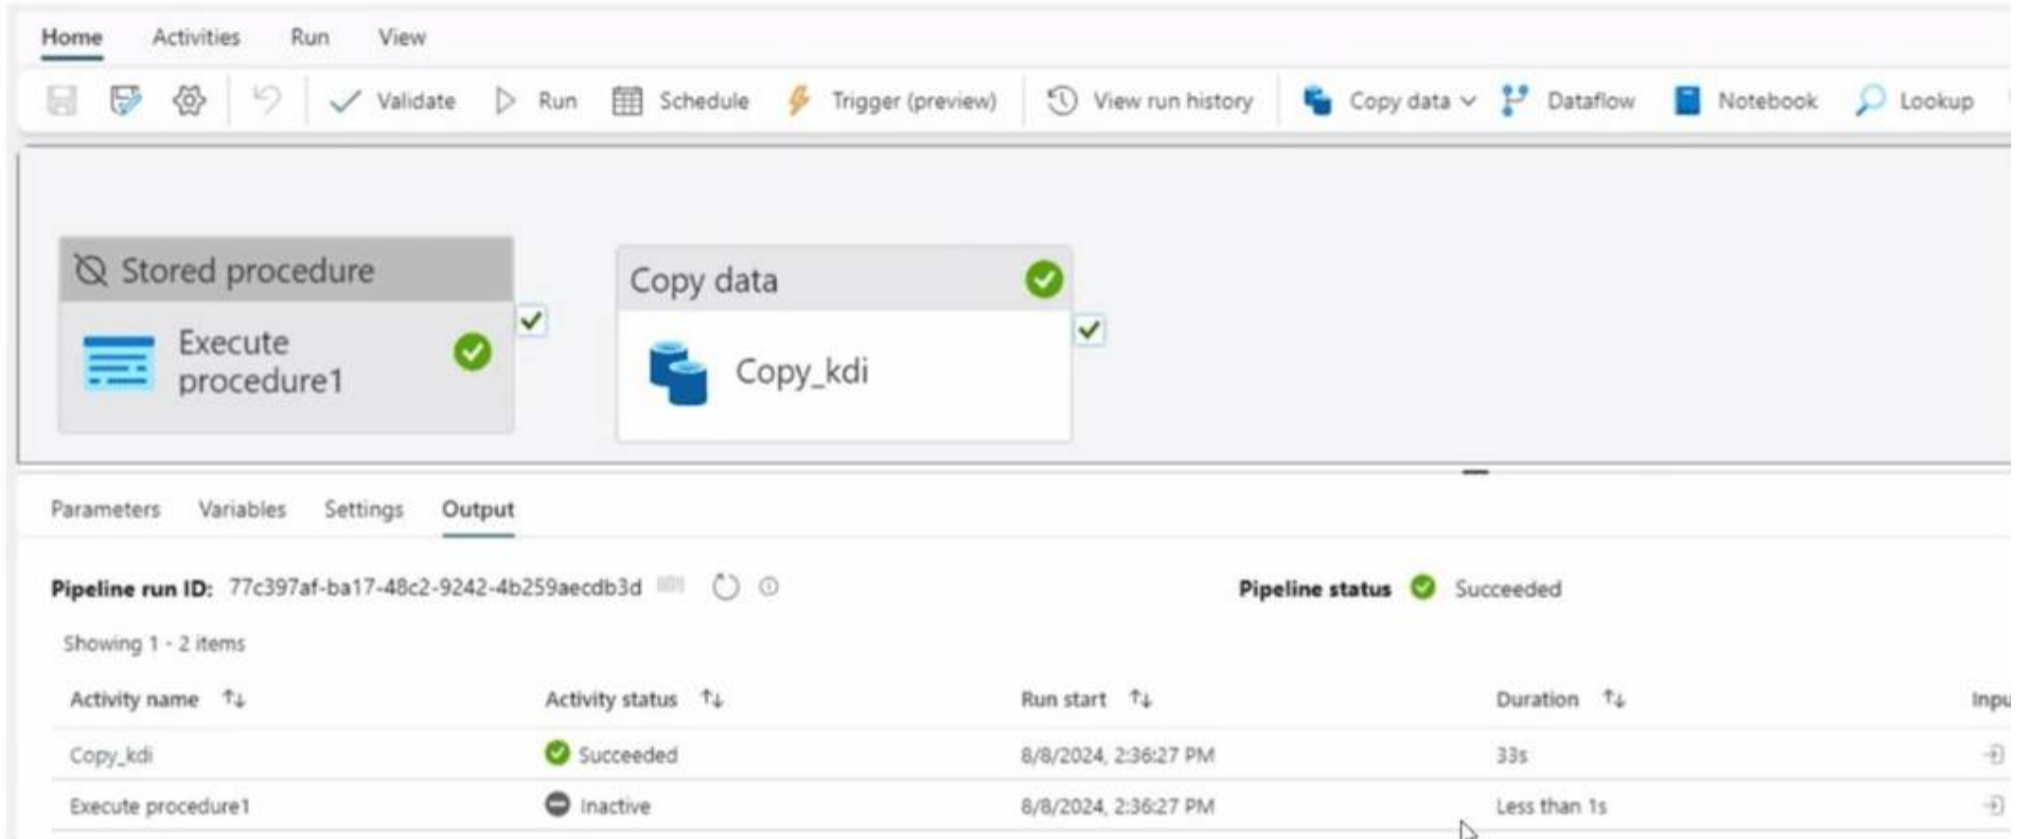 Home Activities Run View
Validate Run Schedule Trigger (preview) View run history Copy data Dataflow Notebook Lookup
Stored procedure
Execute
procedure1
Copy data
Copy_kdi
Parameters Variables Settings Output
Pipeline run ID: 77c397af-ba17-48c2-9242-4b259aecdb3d
Pipeline status Succeeded
Showing 1 - 2 items
Activity name Activity status Run start Duration Inpu
Copy_kdi Succeeded 8/8/2024, 2:36:27 PM 33s
Execute procedure1 Inactive 8/8/2024, 2:36:27 PM Less than 1s